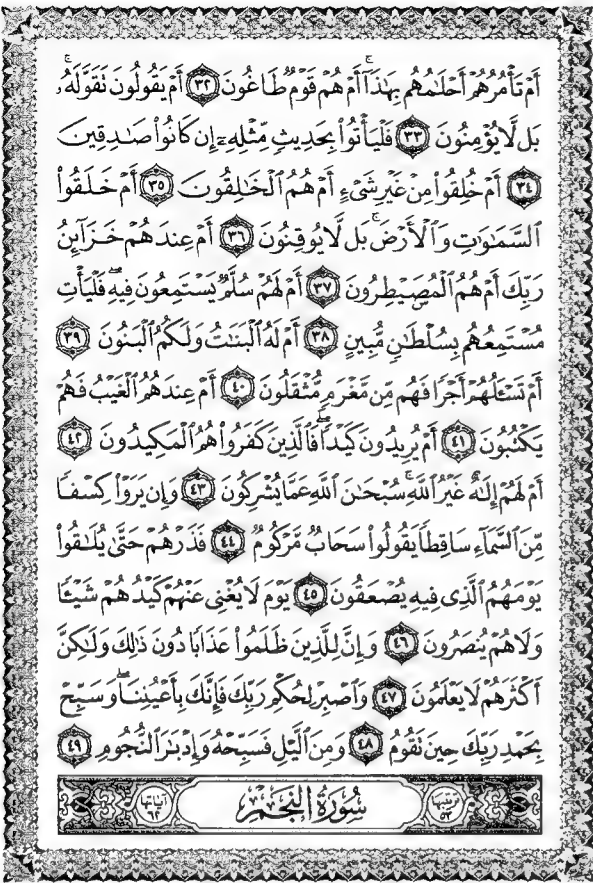 أَمْ تَأْمُرُهُمْ أَحْلَٰمُهُم بِهَٰذَآ ۚ أَمْ هُمْ قَوْمٌ طَاغُونَ ٣٢ أَمْ يَقُولُونَ تَقَوَّلَهُۥ ۚ
بَل لَّا يُؤْمِنُونَ ٣٣ فَلْيَأْتُوا۟ بِحَدِيثٍ مِّثْلِهِۦٓ إِن كَانُوا۟ صَٰدِقِينَ
٣٤ أَمْ خُلِقُوا۟ مِنْ غَيْرِ شَىْءٍ أَمْ هُمُ ٱلْخَٰلِقُونَ ٣٥ أَمْ خَلَقُوا۟
ٱلسَّمَٰوَٰتِ وَٱلْأَرْضَ ۚ بَل لَّا يُوقِنُونَ ٣٦ أَمْ عِندَهُمْ خَزَآئِنُ
رَبِّكَ أَمْ هُمُ ٱلْمُصَۣيْطِرُونَ ٣٧ أَمْ لَهُمْ سُلَّمٌ يَسْتَمِعُونَ فِيهِ ۖ فَلْيَأْتِ
مُسْتَمِعُهُم بِسُلْطَٰنٍ مُّبِينٍ ٣٨ أَمْ لَهُ ٱلْبَنَٰتُ وَلَكُمُ ٱلْبَنُونَ ٣٩
أَمْ تَسْـَٔلُهُمْ أَجْرًا فَهُم مِّن مَّغْرَمٍ مُّثْقَلُونَ ٤٠ أَمْ عِندَهُمُ ٱلْغَيْبُ فَهُمْ
يَكْتُبُونَ ٤١ أَمْ يُرِيدُونَ كَيْدًا ۖ فَٱلَّذِينَ كَفَرُوا۟ هُمُ ٱلْمَكِيدُونَ ٤٢
أَمْ لَهُمْ إِلَٰهٌ غَيْرُ ٱللَّهِ ۚ سُبْحَٰنَ ٱللَّهِ عَمَّا يُشْرِكُونَ ٤٣ وَإِن يَرَوْا۟ كِسْفًا
مِّنَ ٱلسَّمَآءِ سَاقِطًا يَقُولُوا۟ سَحَابٌ مَّرْكُومٌ ٤٤ فَذَرْهُمْ حَتَّىٰ يُلَٰقُوا۟
يَوْمَهُمُ ٱلَّذِى فِيهِ يُصْعَقُونَ ٤٥ يَوْمَ لَا يُغْنِى عَنْهُمْ كَيْدُهُمْ شَيْـًٔا
وَلَا هُمْ يُنصَرُونَ ٤٦ وَإِنَّ لِلَّذِينَ ظَلَمُوا۟ عَذَابًا دُونَ ذَٰلِكَ وَلَٰكِنَّ
أَكْثَرَهُمْ لَا يَعْلَمُونَ ٤٧ وَٱصْبِرْ لِحُكْمِ رَبِّكَ فَإِنَّكَ بِأَعْيُنِنَا ۖ وَسَبِّحْ
بِحَمْدِ رَبِّكَ حِينَ تَقُومُ ٤٨ وَمِنَ ٱلَّيْلِ فَسَبِّحْهُ وَإِدْبَٰرَ ٱلنُّجُومِ ٤٩
ترتيبها ٥٣ سُورَةُ النَّجْمِ آياتها ٦٢